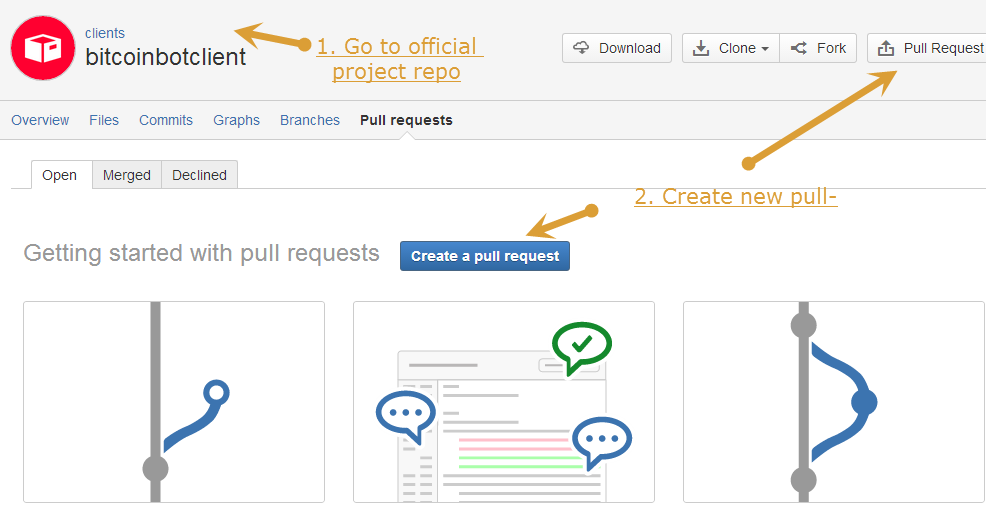 clients
bitcoinbotclient
1. Go to official
project repo
Download
Clone
Fork
Pull Request
Overview
Files
Commits
Graphs
Branches
Pull requests
Open
Merged
Declined
2. Create new pull-
Getting started with pull requests
Create a pull request